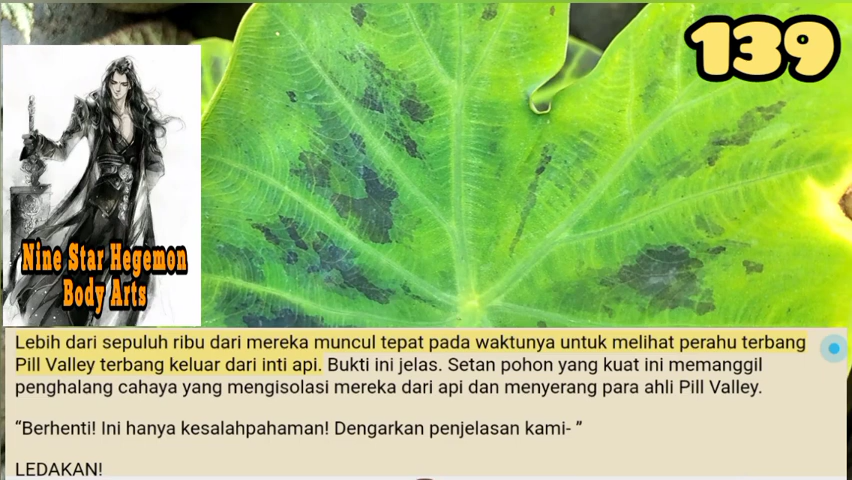 139
Nine Star Hegemon
Body Arts
Lebih dari sepuluh ribu dari mereka muncul tepat pada waktunya untuk melihat perahu terbang
Pill Valley terbang keluar dari inti api. Bukti ini jelas. Setan pohon yang kuat ini memanggil
penghalang cahaya yang mengisolasi mereka dari api dan menyerang para ahli Pill Valley.
“Berhenti! Ini hanya kesalahpahaman! Dengarkan penjelasan kami- ”
LEDAKAN!